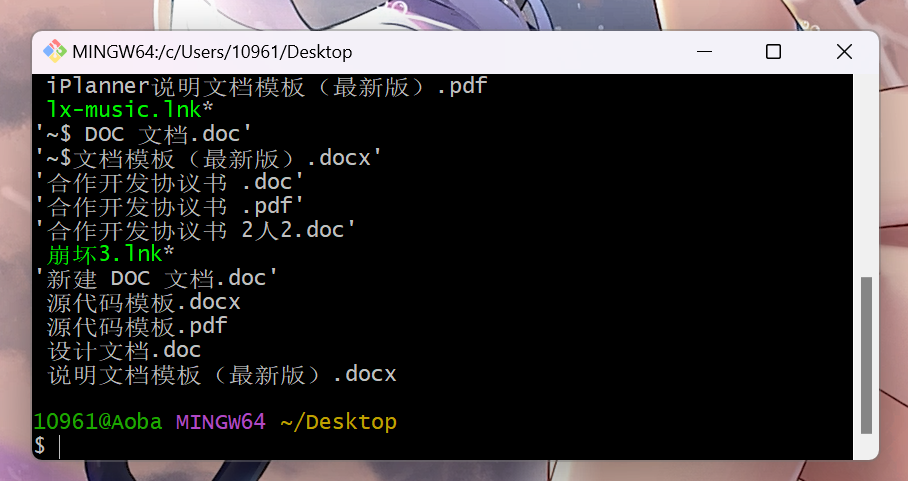 MINGW64:/c/Users/10961/Desktop
iPlanner说明文档模板（最新版）.pdf
lx-music.lnk*
'~$ DOC 文档.doc'
'~$文档模板（最新版）.docx'
'合作开发协议书 .doc'
'合作开发协议书 .pdf'
'合作开发协议书 2人2.doc'
崩坏3.lnk*
'新建 DOC 文档.doc'
源代码模板.docx
源代码模板.pdf
设计文档.doc
说明文档模板（最新版）.docx
10961@Aoba MINGW64 ~/Desktop
$